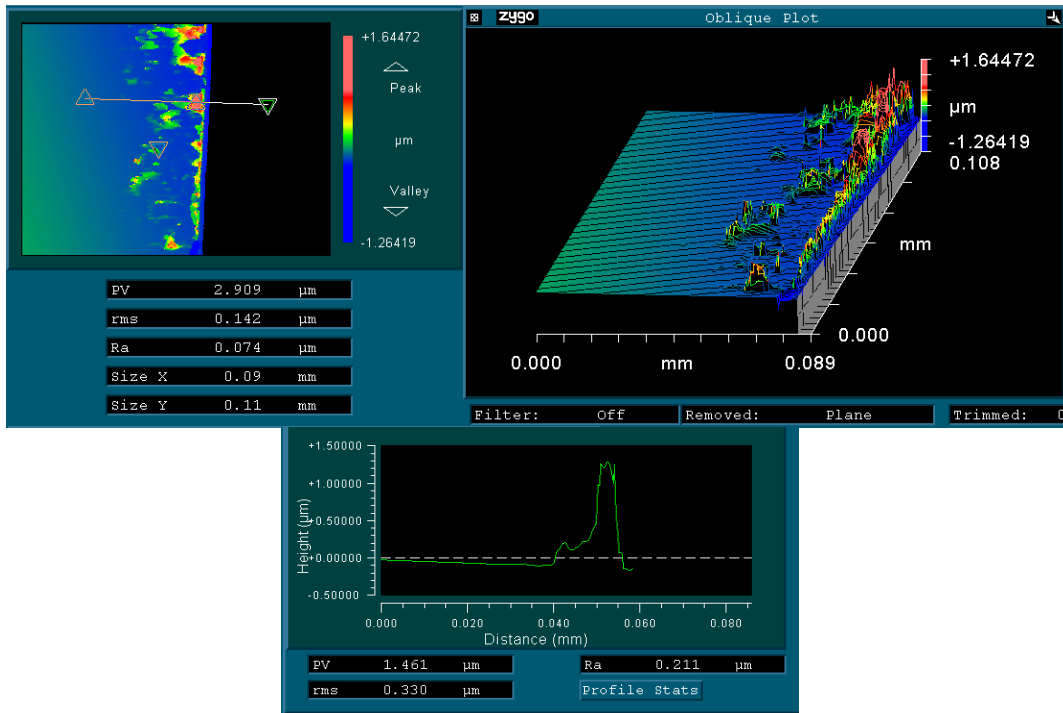 +1.64472
Peak
µm
Valley
-1.26419
PV 2.909 µm
rms 0.142 µm
Ra 0.074 µm
Size X 0.09 mm
Size Y 0.11 mm
zygo Oblique Plot
+1.64472
µm
-1.26419
0.108
mm
0.000
0.000 mm 0.089
Filter: Off Removed: Plane Trimmed:
+1.50000
+1.00000
+0.50000
+0.00000
-0.50000
Height (µm)
0.000 0.020 0.040 0.060 0.080
Distance (mm)
PV 1.461 µm Ra 0.211 µm
rms 0.330 µm Profile Stats